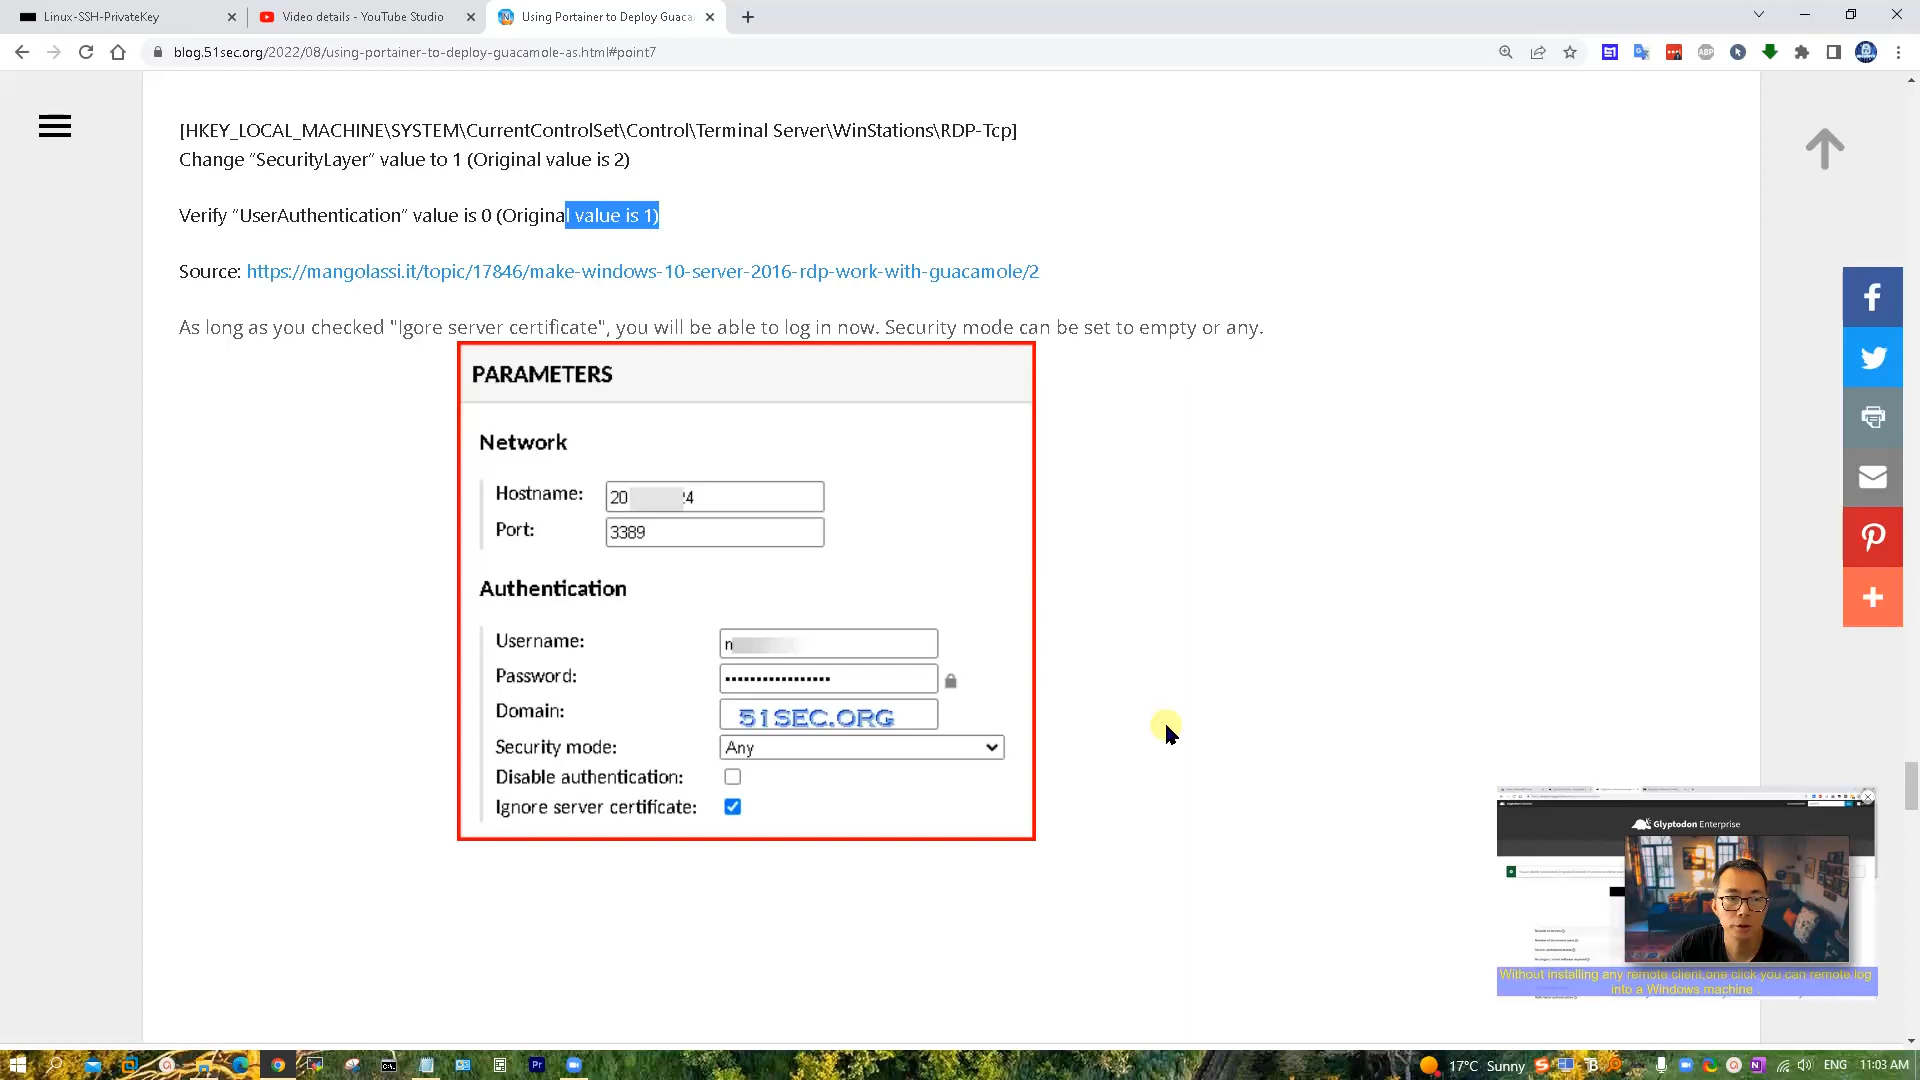 Linux-SSH-PrivateKey
Video details - YouTube Studio
Using Portainer to Deploy Guaca
blog.51sec.org/2022/08/using-portainer-to-deploy-guacamole-as.html#point7
[HKEY_LOCAL_MACHINE\SYSTEM\CurrentControlSet\Control\Terminal Server\WinStations\RDP-Tcp]
Change “SecurityLayer” value to 1 (Original value is 2)
Verify “UserAuthentication” value is 0 (Original value is 1)
Source: https://mangolassi.it/topic/17846/make-windows-10-server-2016-rdp-work-with-guacamole/2
As long as you checked "Igore server certificate", you will be able to log in now. Security mode can be set to empty or any.
PARAMETERS
Network
Hostname: 20 24
Port: 3389
Authentication
Username: n
Password:
Domain: 51SEC.ORG
Security mode: Any
Disable authentication:
Ignore server certificate:
Glyptodon Enterprise
Without installing any remote client,one click you can remote log
into a Windows machine
17°C Sunny
ENG
11:03 AM